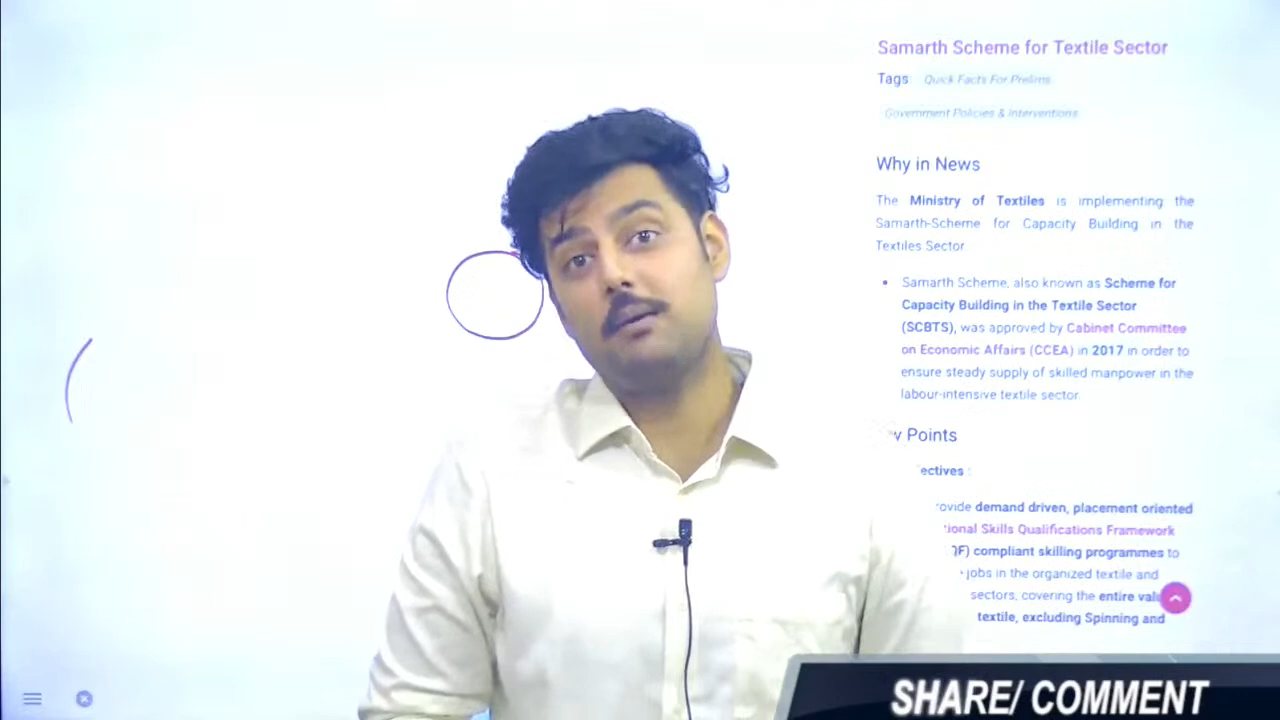 Samarth Scheme for Textile Sector
Tags: Quick Facts For Prelims
Government Policies & Interventions
Why in News
The Ministry of Textiles is implementing the
Samarth-Scheme for Capacity Building in the
Textiles Sector.
Samarth Scheme, also known as Scheme for
Capacity Building in the Textile Sector
(SCBTS), was approved by Cabinet Committee
on Economic Affairs (CCEA) in 2017 in order to
ensure steady supply of skilled manpower in the
labour-intensive textile sector.
y Points
ectives :
ovide demand driven, placement oriented
ional Skills Qualifications Framework
QF) compliant skilling programmes to
jobs in the organized textile and
sectors, covering the entire val
textile, excluding Spinning and
SHARE/ COMMENT